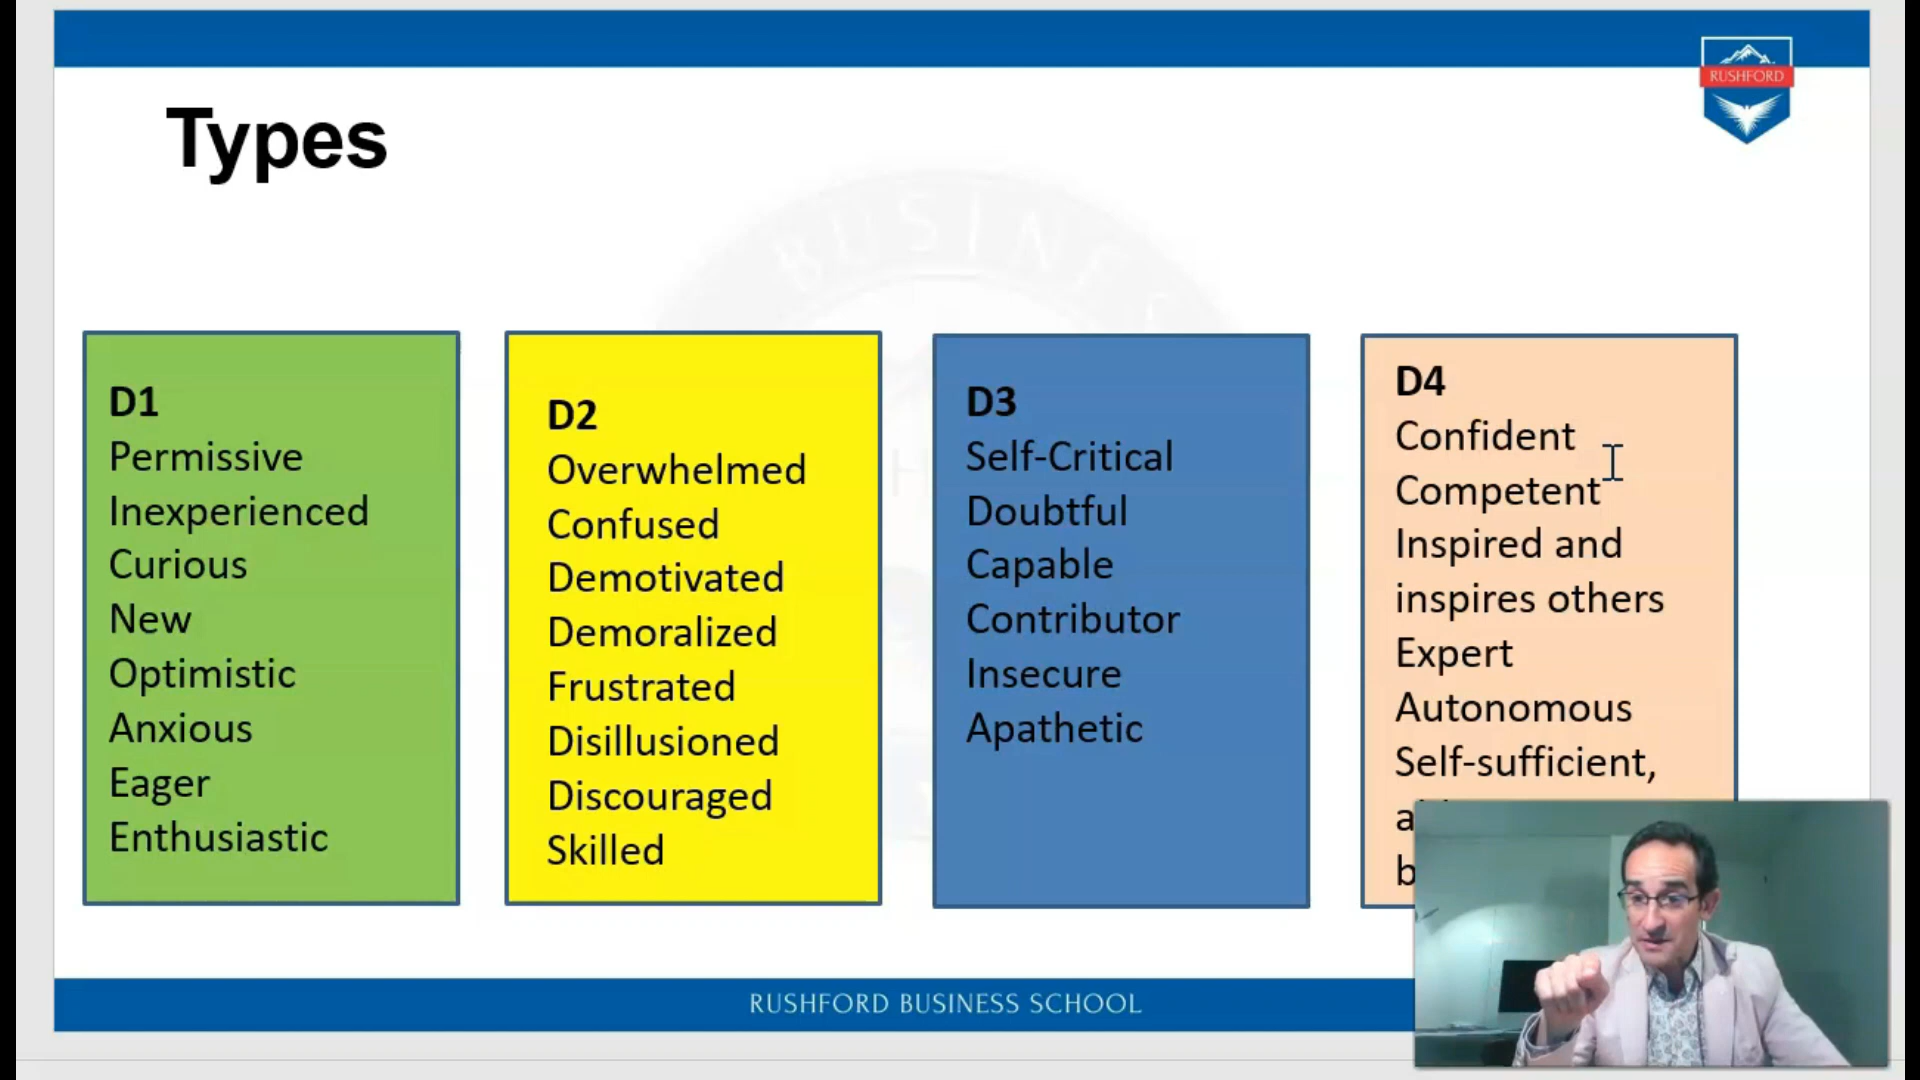 RUSHFORD
Types
BUSINE
D1
Permissive
Inexperienced
Curious
New
Optimistic
Anxious
Eager
Enthusiastic
D2
Overwhelmed
Confused
Demotivated
Demoralized
Frustrated
Disillusioned
Discouraged
Skilled
D3
Self-Critical
Doubtful
Capable
Contributor
Insecure
Apathetic
D4
Confident
Competent
Inspired and
inspires others
Expert
Autonomous
Self-sufficient,
RUSHFORD BUSINESS SCHOOL